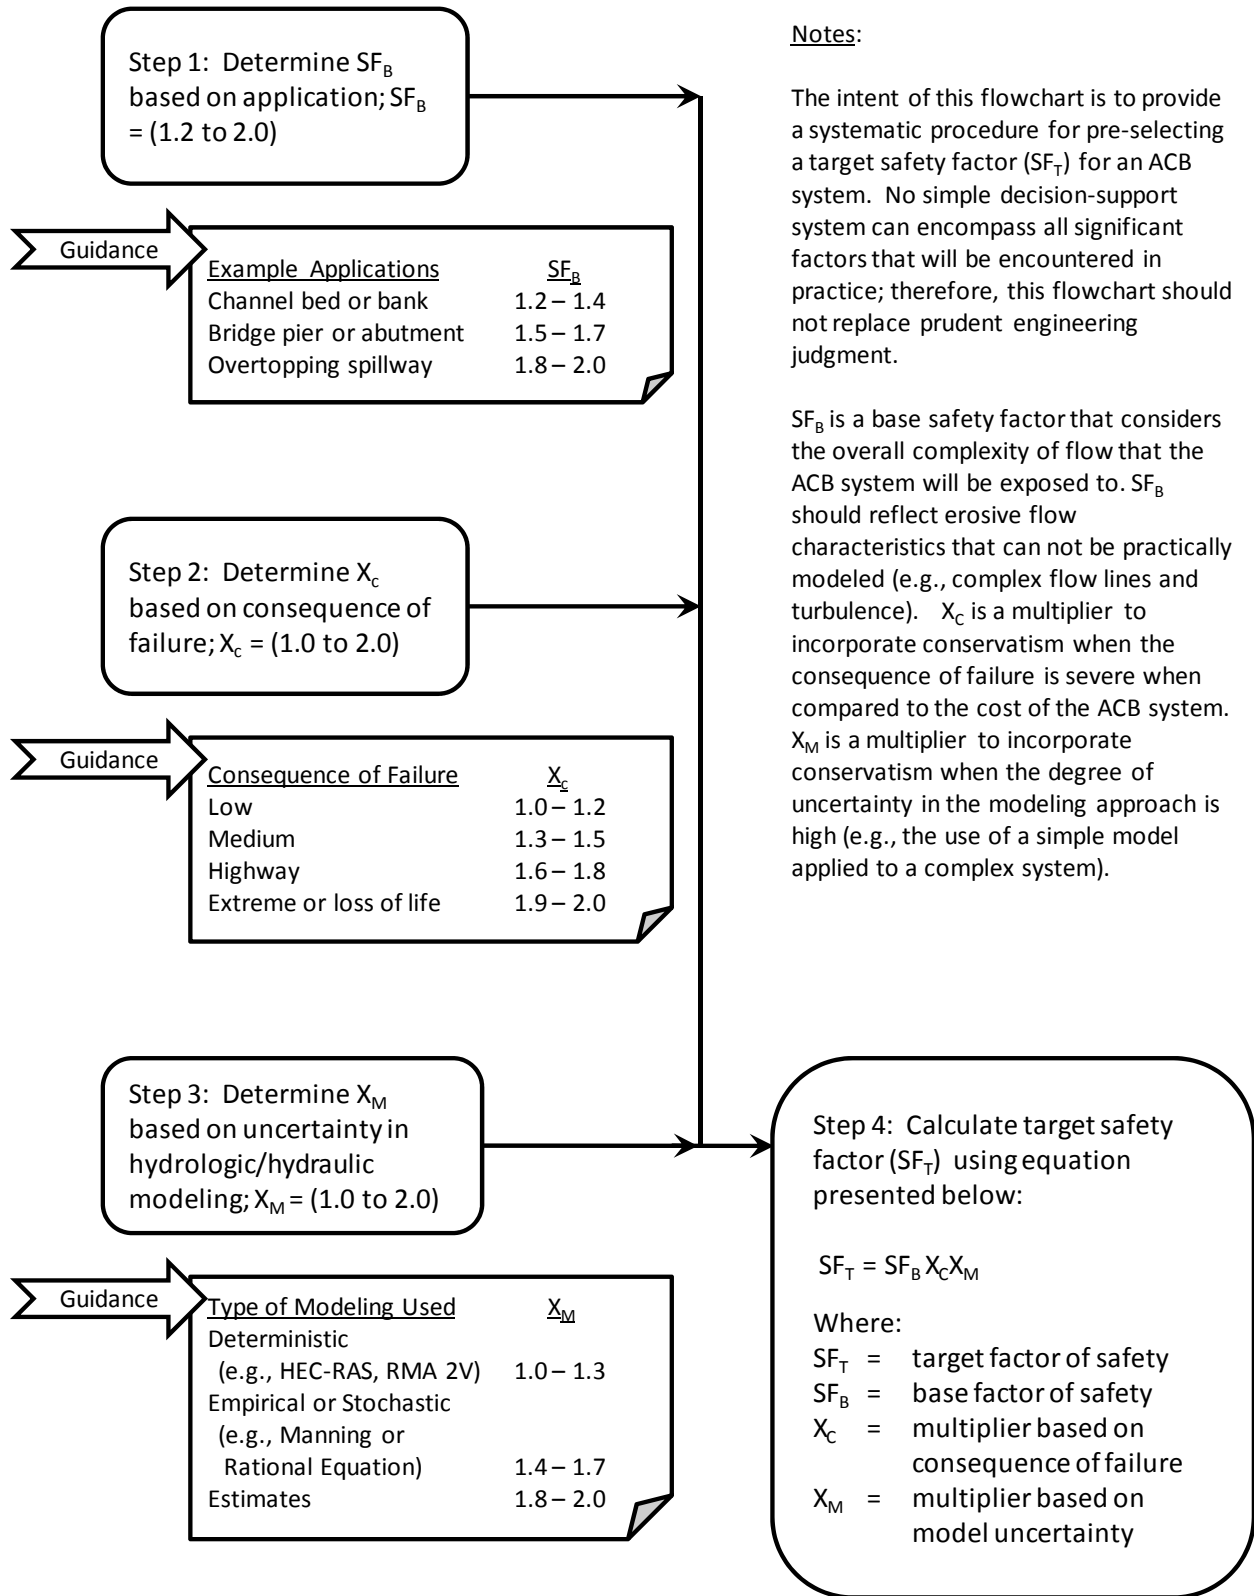 Step 1: Determine SF_B
based on application; SF_B
= (1.2 to 2.0)
Guidance
Example Applications SF_B
Channel bed or bank 1.2 – 1.4
Bridge pier or abutment 1.5 – 1.7
Overtopping spillway 1.8 – 2.0
Step 2: Determine X_c
based on consequence of
failure; X_c = (1.0 to 2.0)
Guidance
Consequence of Failure X_c
Low 1.0 – 1.2
Medium 1.3 – 1.5
Highway 1.6 – 1.8
Extreme or loss of life 1.9 – 2.0
Step 3: Determine X_M
based on uncertainty in
hydrologic/hydraulic
modeling; X_M = (1.0 to 2.0)
Guidance
Type of Modeling Used X_M
Deterministic
(e.g., HEC-RAS, RMA 2V) 1.0 – 1.3
Empirical or Stochastic
(e.g., Manning or
Rational Equation) 1.4 – 1.7
Estimates 1.8 – 2.0
Notes:
The intent of this flowchart is to provide
a systematic procedure for pre-selecting
a target safety factor (SF_T) for an ACB
system. No simple decision-support
system can encompass all significant
factors that will be encountered in
practice; therefore, this flowchart should
not replace prudent engineering
judgment.
SF_B is a base safety factor that considers
the overall complexity of flow that the
ACB system will be exposed to. SF_B
should reflect erosive flow
characteristics that can not be practically
modeled (e.g., complex flow lines and
turbulence). X_C is a multiplier to
incorporate conservatism when the
consequence of failure is severe when
compared to the cost of the ACB system.
X_M is a multiplier to incorporate
conservatism when the degree of
uncertainty in the modeling approach is
high (e.g., the use of a simple model
applied to a complex system).
Step 4: Calculate target safety
factor (SF_T) using equation
presented below:
SF_T = SF_B X_C X_M
Where:
SF_T = target factor of safety
SF_B = base factor of safety
X_C = multiplier based on
consequence of failure
X_M = multiplier based on
model uncertainty